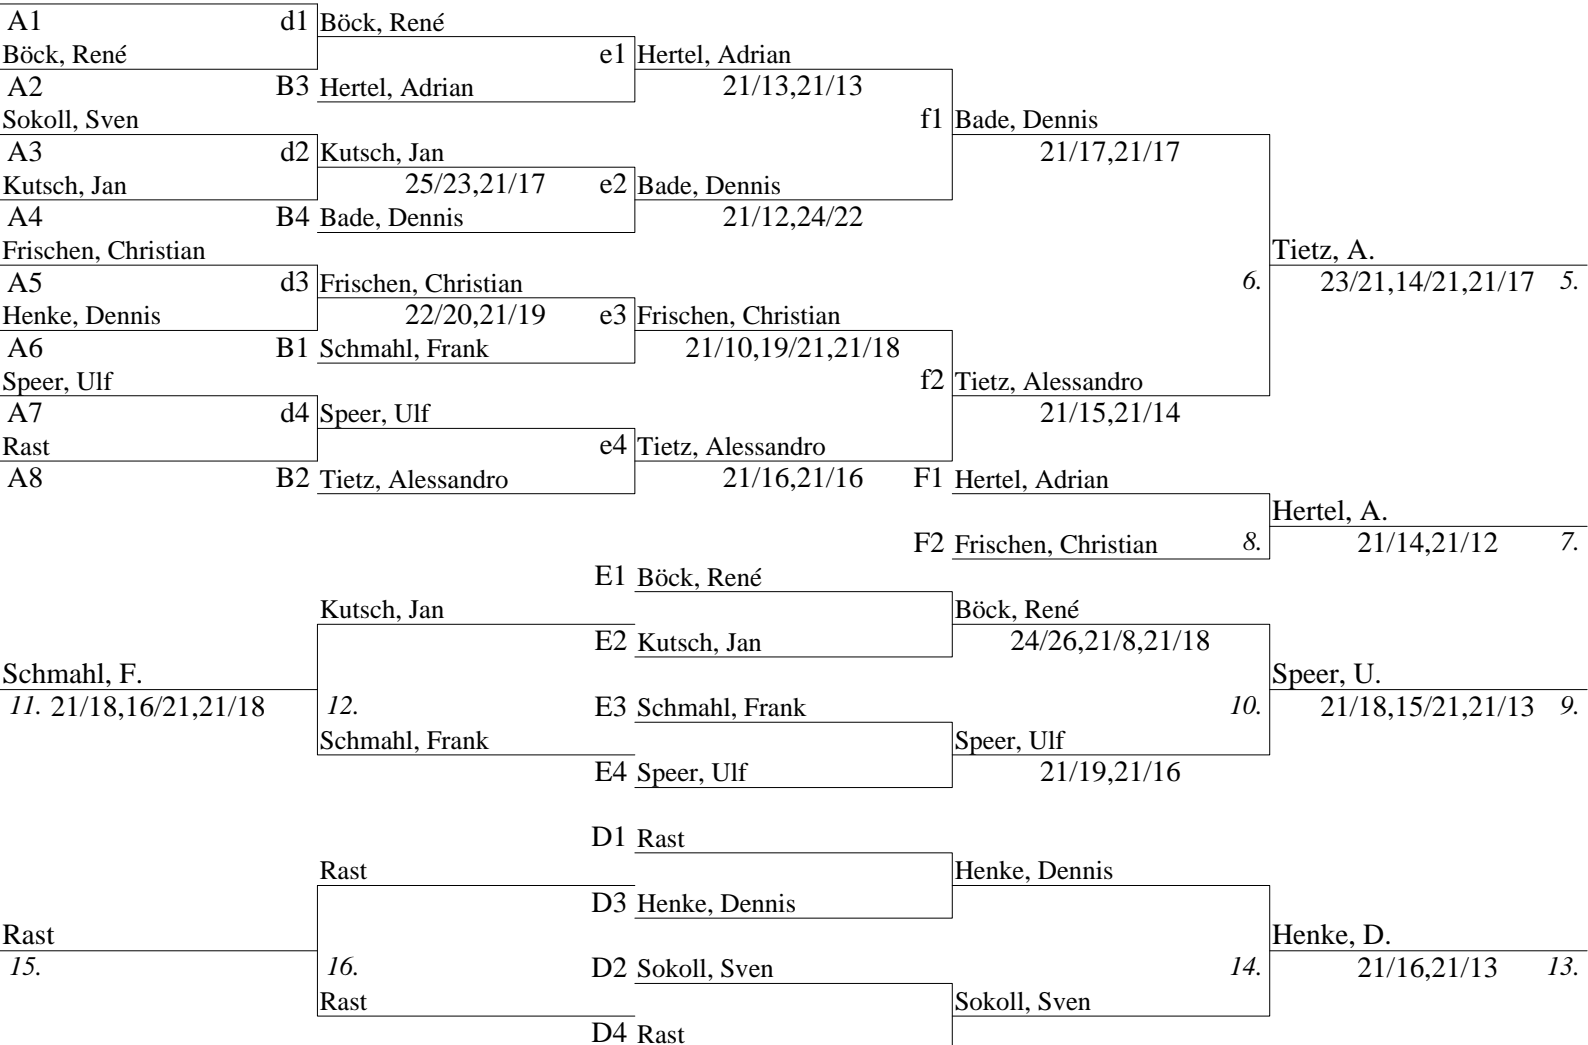 A1 d1 Böck, René
Böck, René e1 Hertel, Adrian
A2 B3 Hertel, Adrian 21/13,21/13
Sokoll, Sven f1 Bade, Dennis
A3 d2 Kutsch, Jan 21/17,21/17
Kutsch, Jan 25/23,21/17 e2 Bade, Dennis
A4 B4 Bade, Dennis 21/12,24/22
Frischen, Christian Tietz, A.
A5 d3 Frischen, Christian 6. 23/21,14/21,21/17 5.
Henke, Dennis 22/20,21/19 e3 Frischen, Christian
A6 B1 Schmahl, Frank 21/10,19/21,21/18
Speer, Ulf f2 Tietz, Alessandro
A7 d4 Speer, Ulf 21/15,21/14
Rast e4 Tietz, Alessandro
A8 B2 Tietz, Alessandro 21/16,21/16 F1 Hertel, Adrian
Hertel, A.
F2 Frischen, Christian 8. 21/14,21/12 7.
E1 Böck, René
Kutsch, Jan Böck, René
E2 Kutsch, Jan 24/26,21/8,21/18
Schmahl, F. Speer, U.
11. 21/18,16/21,21/18 12. E3 Schmahl, Frank 10. 21/18,15/21,21/13 9.
Schmahl, Frank Speer, Ulf
E4 Speer, Ulf 21/19,21/16
D1 Rast
Rast Henke, Dennis
D3 Henke, Dennis
Rast Henke, D.
15. 16. D2 Sokoll, Sven 14. 21/16,21/13 13.
Rast Sokoll, Sven
D4 Rast